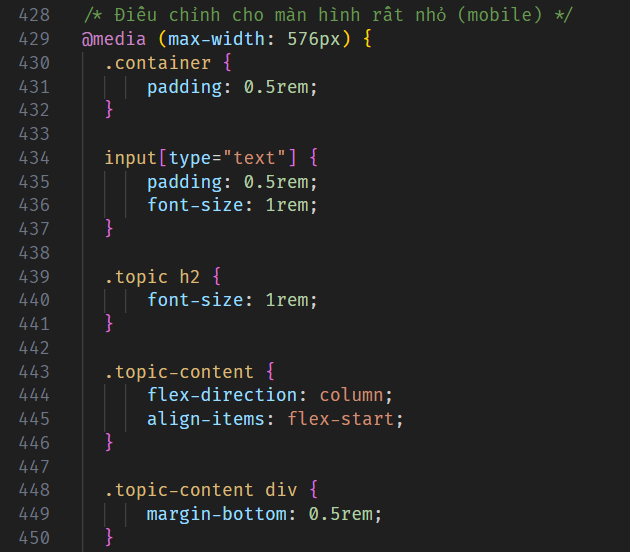 428 /* Điều chỉnh cho màn hình rất nhỏ (mobile) */
429 @media (max-width: 576px) {
430 .container {
431 padding: 0.5rem;
432 }
433
434 input[type="text"] {
435 padding: 0.5rem;
436 font-size: 1rem;
437 }
438
439 .topic h2 {
440 font-size: 1rem;
441 }
442
443 .topic-content {
444 flex-direction: column;
445 align-items: flex-start;
446 }
447
448 .topic-content div {
449 margin-bottom: 0.5rem;
450 }